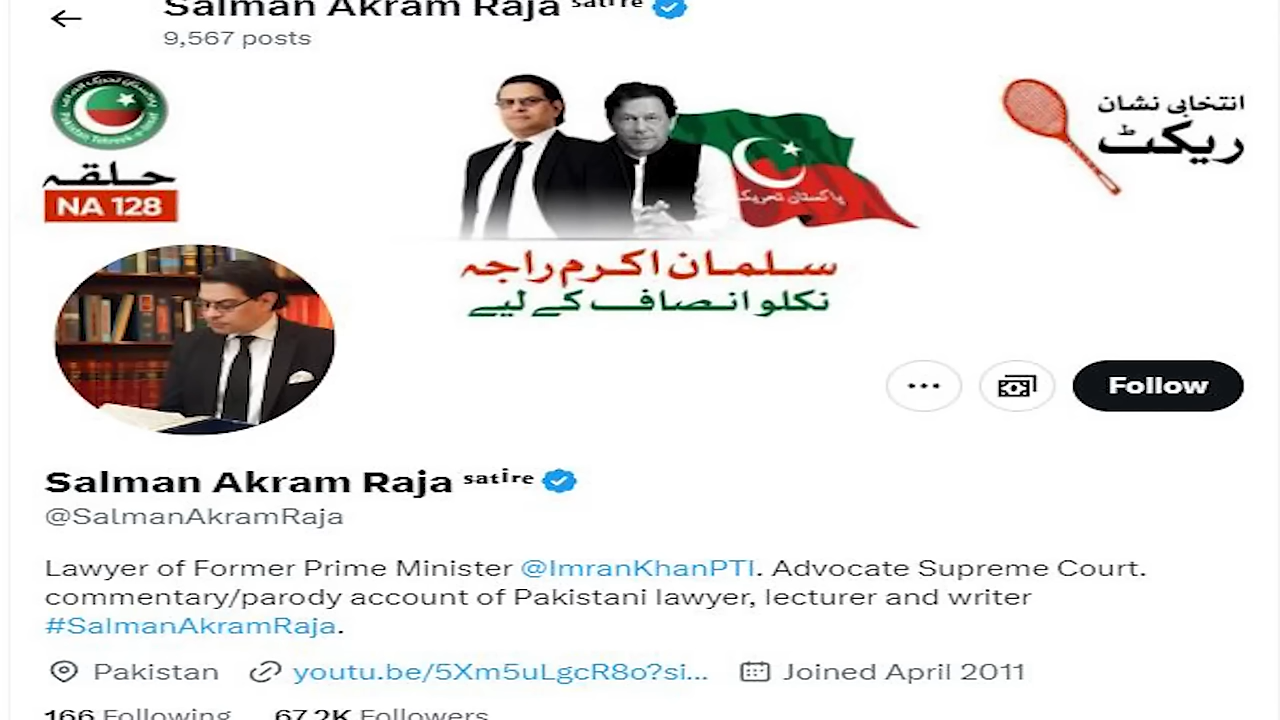 Salman Akram Raja satire
9,567 posts
حلقہ
NA 128
انتخابی نشان
ریکٹ
پاکستان تحریک
سلمان اکرم راجہ
نکلو انصاف کے لیے
Follow
Salman Akram Raja satire
@SalmanAkramRaja
Lawyer of Former Prime Minister @ImranKhanPTI. Advocate Supreme Court.
commentary/parody account of Pakistani lawyer, lecturer and writer
#SalmanAkramRaja.
Pakistan youtu.be/5Xm5uLgcR8o?si... Joined April 2011
166 Following 67.2K Followers